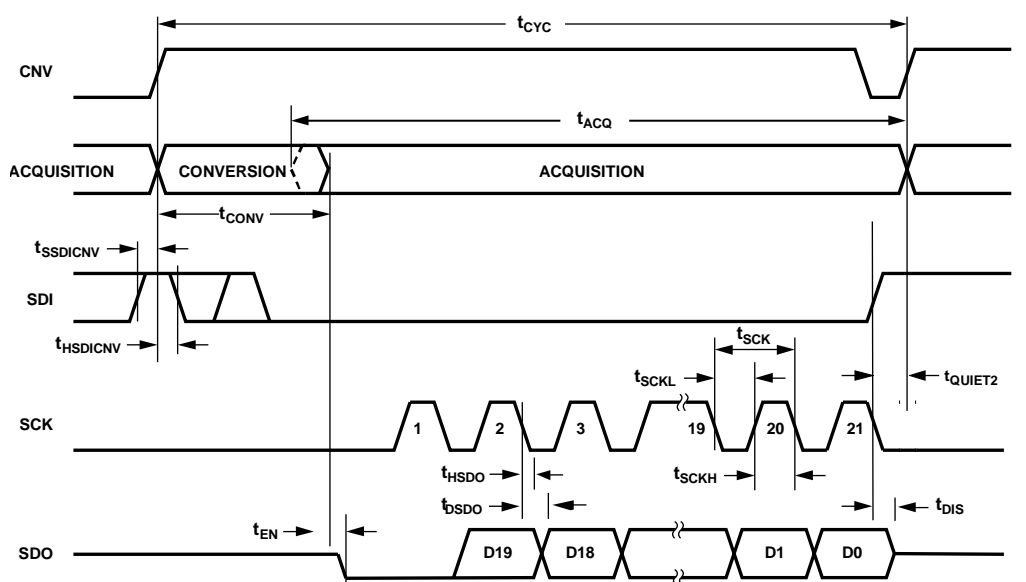 tCYC
CNV
tACQ
ACQUISITION CONVERSION ACQUISITION
tCONV
tSSDICNV
SDI
tHSDICNV
tSCK
tSCKL
tQUIET2
SCK 1 2 3 19 20 21
tHSDO
tSCKH
tDSDO
tDIS
tEN
SDO D19 D18 D1 D0